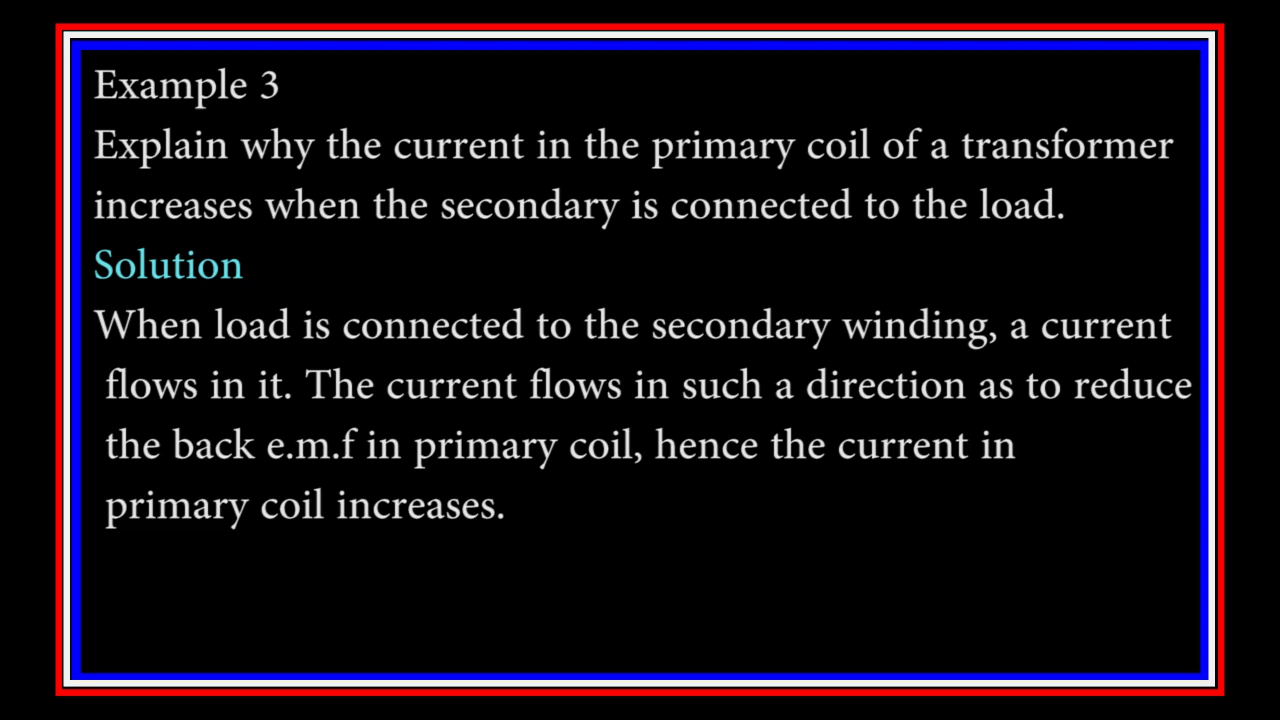 Example 3
Explain why the current in the primary coil of a transformer
increases when the secondary is connected to the load.
Solution
When load is connected to the secondary winding, a current
flows in it. The current flows in such a direction as to reduce
the back e.m.f in primary coil, hence the current in
primary coil increases.